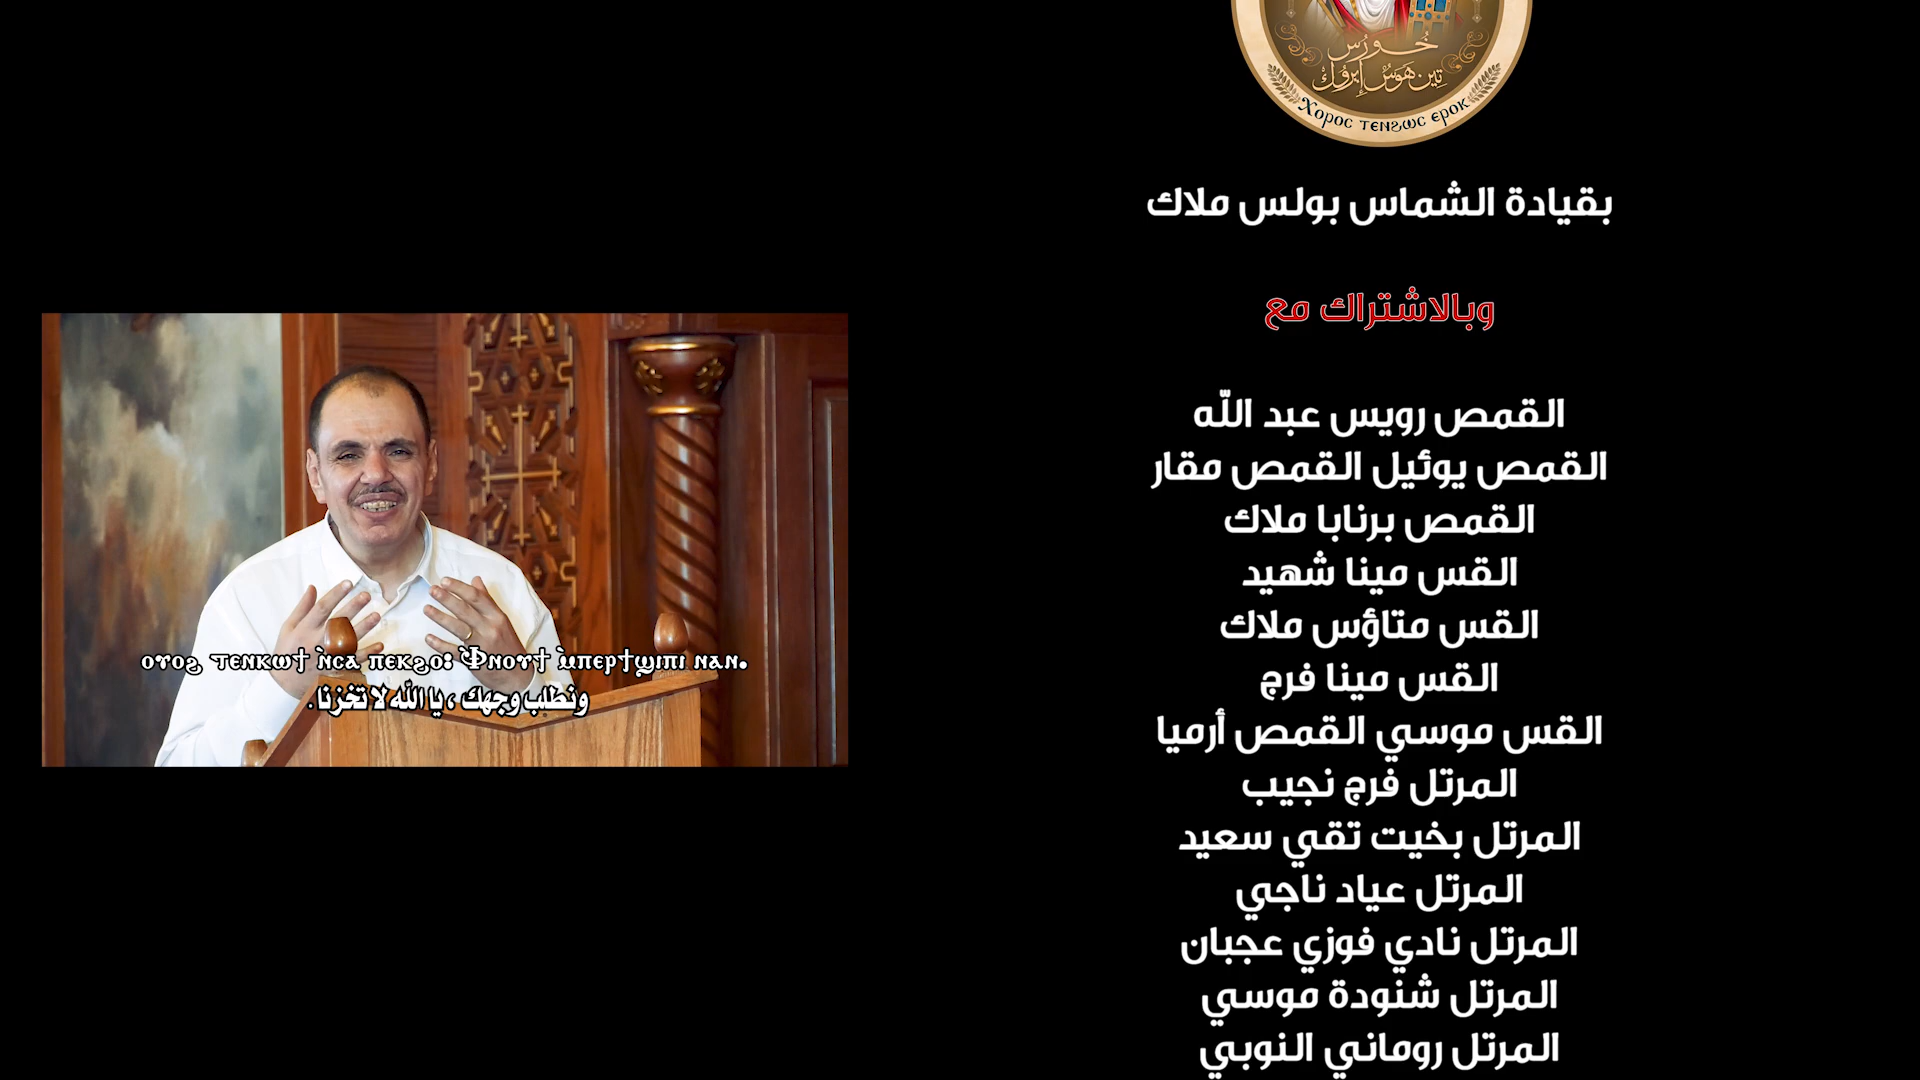 خورس
تين هوس إيروك
Χορος ⲧⲉⲛϩⲱⲥ ⲉⲣⲟⲕ
بقيادة الشماس بولس ملاك
وبالاشتراك مع
القمص رويس عبد الله
القمص يوئيل القمص مقار
القمص برنابا ملاك
القس مينا شهيد
القس متاؤس ملاك
القس مينا فرج
القس موسي القمص أرميا
المرتل فرج نجيب
المرتل بخيت تقي سعيد
المرتل عياد ناجي
المرتل نادي فوزي عجبان
المرتل شنودة موسي
المرتل روماني النوبي
ⲟⲩⲟϩ ⲧⲉⲛⲕⲱϯ ⲛ̀ⲥⲁ ⲡⲉⲕϩⲟ: Ⲫ̀ⲛⲟⲩϯ ⲙ̀ⲡⲉⲣϯϣⲓⲡⲓ ⲛⲁⲛ.
ونطلب وجهك ، يا الله لا تخزنا .